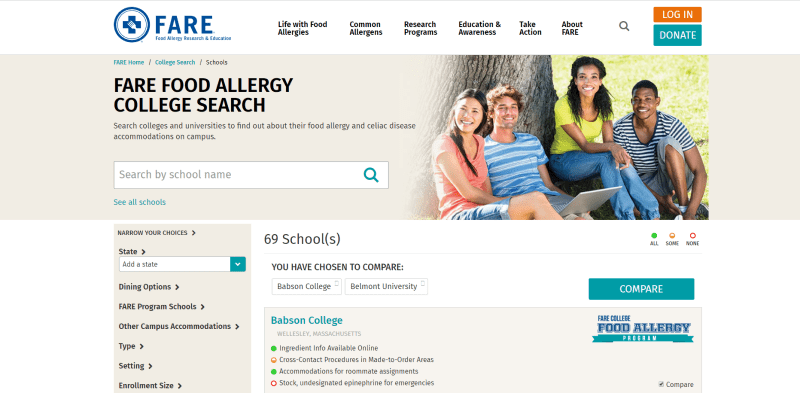 FARE
Food Allergy Research & Education
Life with Food
Allergies
Common
Allergens
Research
Programs
Education &
Awareness
Take
Action
About
FARE
LOG IN
DONATE
FARE Home / College Search / Schools
FARE FOOD ALLERGY
COLLEGE SEARCH
Search colleges and universities to find out about their food allergy and celiac disease
accommodations on campus.
Search by school name
See all schools
NARROW YOUR CHOICES
State
Add a state
Dining Options
FARE Program Schools
Other Campus Accommodations
Type
Setting
Enrollment Size
69 School(s)
ALL SOME NONE
YOU HAVE CHOSEN TO COMPARE:
Babson College Belmont University
COMPARE
Babson College
WELLESLEY, MASSACHUSETTS
Ingredient Info Available Online
Cross-Contact Procedures in Made-to-Order Areas
Accommodations for roommate assignments
Stock, undesignated epinephrine for emergencies
FARE COLLEGE
FOOD ALLERGY
PROGRAM
Compare